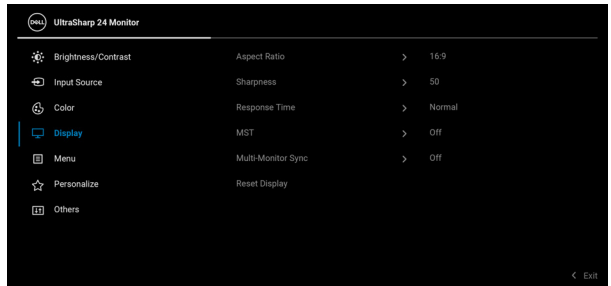 DELL UltraSharp 24 Monitor
Brightness/Contrast Aspect Ratio > 16:9
Input Source Sharpness > 50
Color Response Time > Normal
Display MST > Off
Menu Multi-Monitor Sync > Off
Personalize Reset Display
Others
< Exit